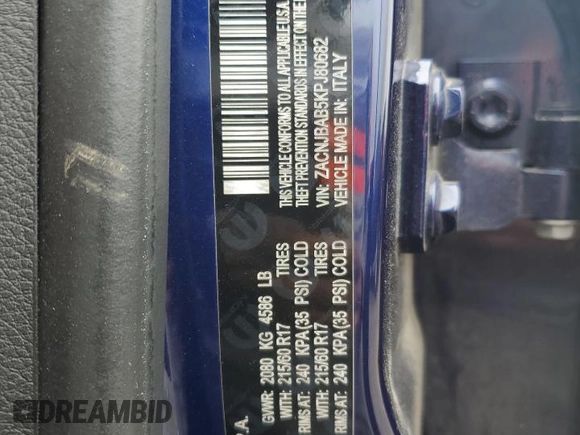 THIS VEHICLE CONFORMS TO ALL APPLICABLE U.S.A.
THEFT PREVENTION STANDARDS IN EFFECT ON THE
VIN: ZACNJBAB5KPJ80682
VEHICLE MADE IN: ITALY
.A.
GVWR: 2080 KG 4586 LB
WITH: 215/60 R17 TIRES
RIMS AT: 240 KPA(35 PSI) COLD
WITH: 215/60 R17 TIRES
RIMS AT: 240 KPA(35 PSI) COLD
DREAMBID